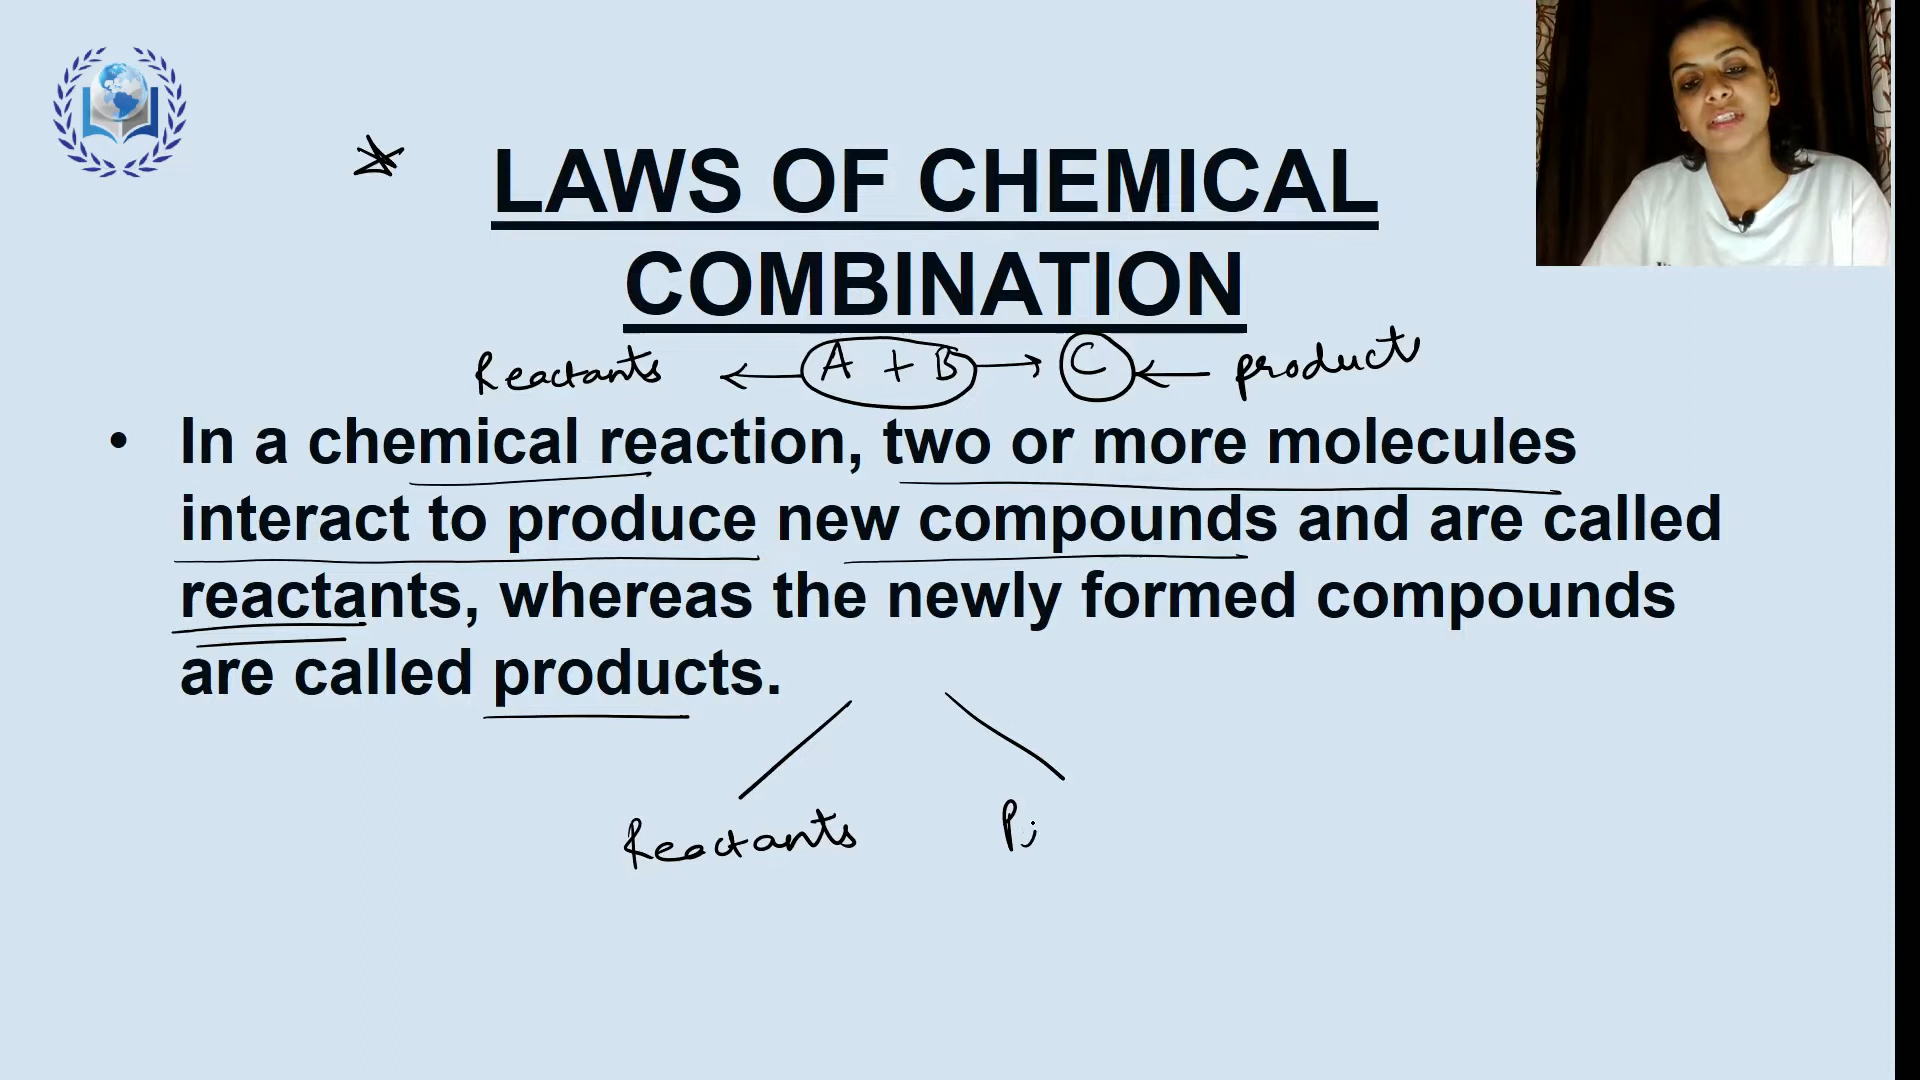 LAWS OF CHEMICAL
COMBINATION
Reactants ← A + B → C ← product
• In a chemical reaction, two or more molecules
interact to produce new compounds and are called
reactants, whereas the newly formed compounds
are called products.
Reactants P